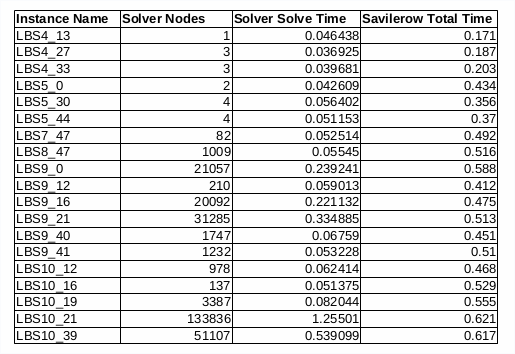 Instance Name Solver Nodes Solver Solve Time Savilerow Total Time
LBS4_13 1 0.046438 0.171
LBS4_27 3 0.036925 0.187
LBS4_33 3 0.039681 0.203
LBS5_0 2 0.042609 0.434
LBS5_30 4 0.056402 0.356
LBS5_44 4 0.051153 0.37
LBS7_47 82 0.052514 0.492
LBS8_47 1009 0.05545 0.516
LBS9_0 21057 0.239241 0.588
LBS9_12 210 0.059013 0.412
LBS9_16 20092 0.221132 0.475
LBS9_21 31285 0.334885 0.513
LBS9_40 1747 0.06759 0.451
LBS9_41 1232 0.053228 0.51
LBS10_12 978 0.062414 0.468
LBS10_16 137 0.051375 0.529
LBS10_19 3387 0.082044 0.555
LBS10_21 133836 1.25501 0.621
LBS10_39 51107 0.539099 0.617